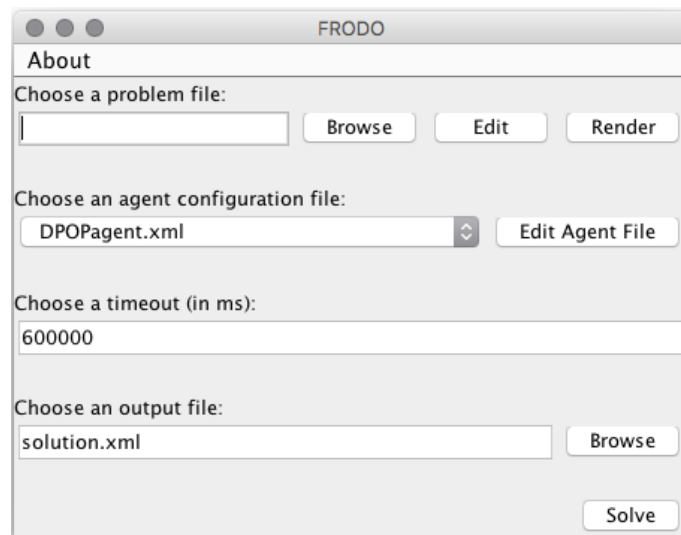 FRODO
About
Choose a problem file:
Browse Edit Render
Choose an agent configuration file:
DPOPagent.xml Edit Agent File
Choose a timeout (in ms):
600000
Choose an output file:
solution.xml Browse
Solve